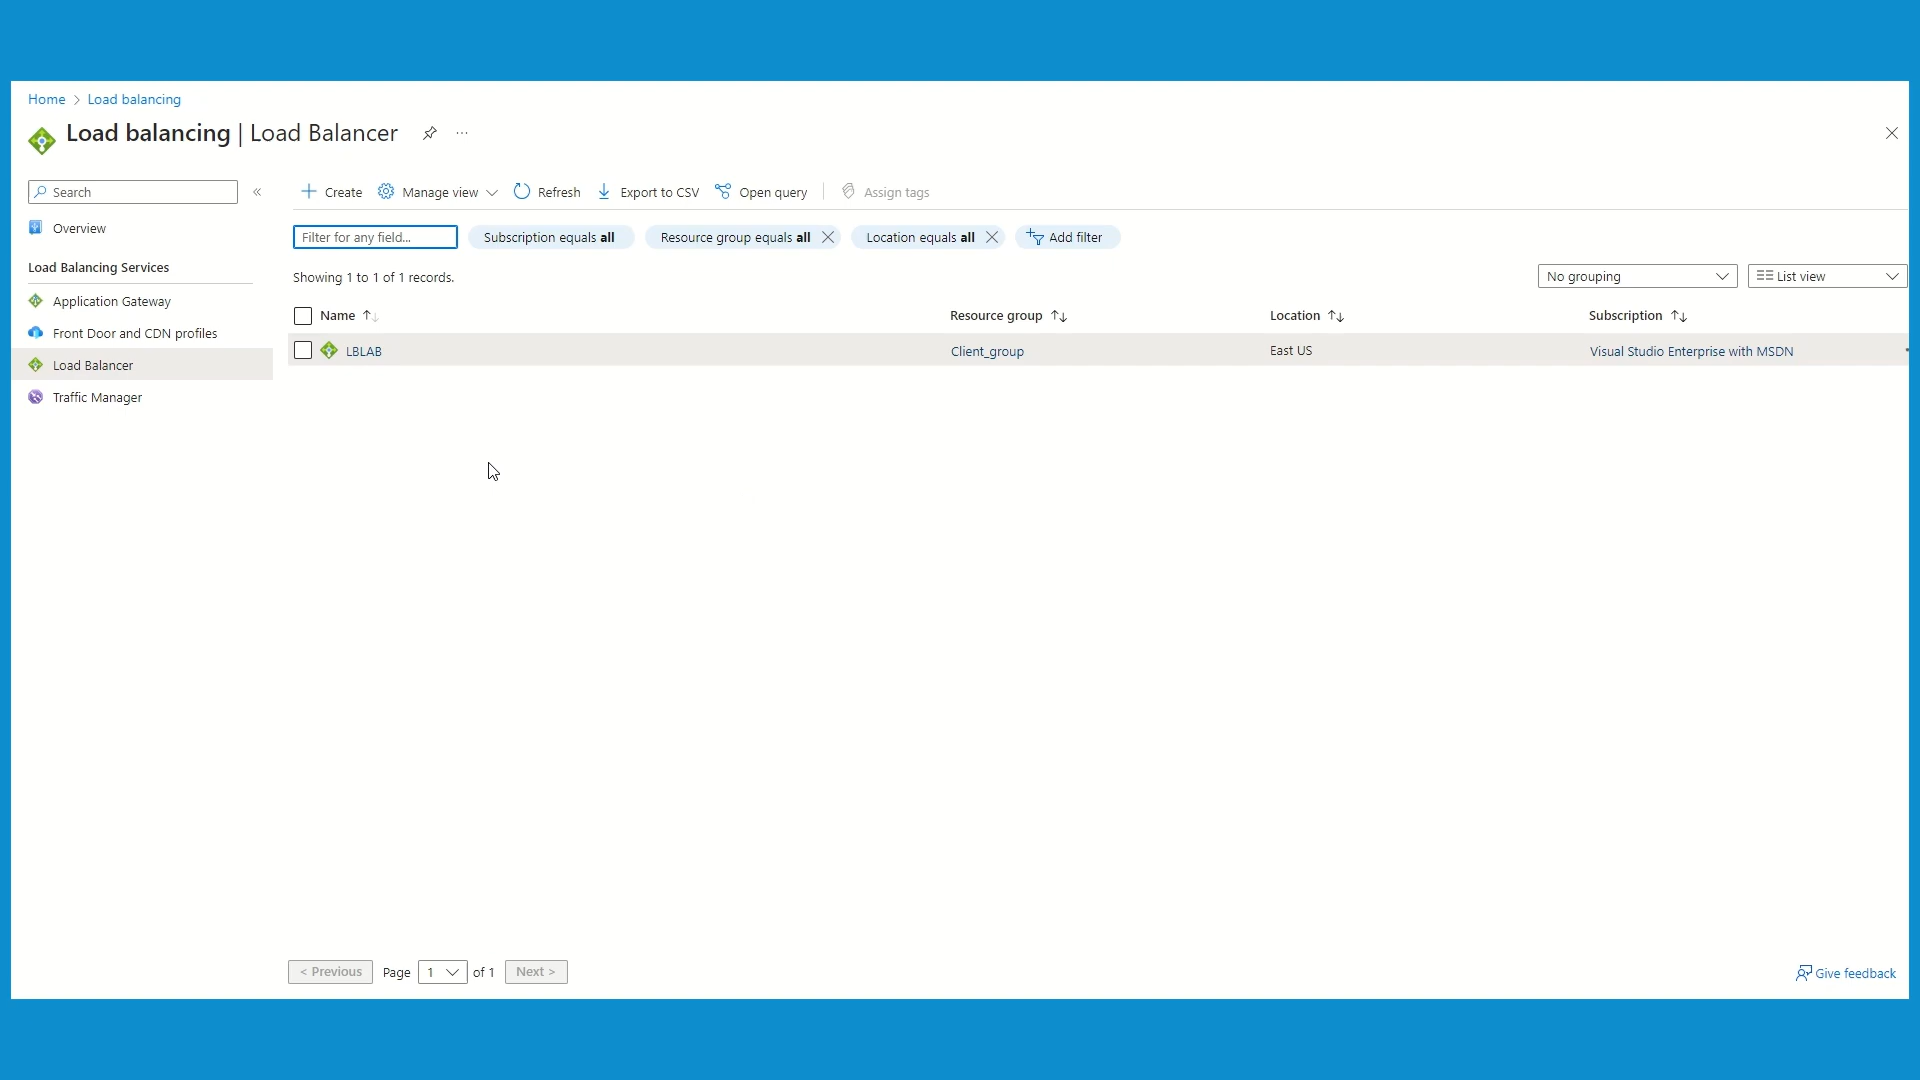 Home > Load balancing
Load balancing | Load Balancer ...
Search «
Overview
Load Balancing Services
Application Gateway
Front Door and CDN profiles
Load Balancer
Traffic Manager
Create Manage view Refresh Export to CSV Open query Assign tags
Filter for any field... Subscription equals all Resource group equals all Location equals all Add filter
Showing 1 to 1 of 1 records. No grouping List view
Name ↑↓ Resource group ↑↓ Location ↑↓ Subscription ↑↓
LBLAB Client_group East US Visual Studio Enterprise with MSDN
< Previous Page 1 of 1 Next >
Give feedback